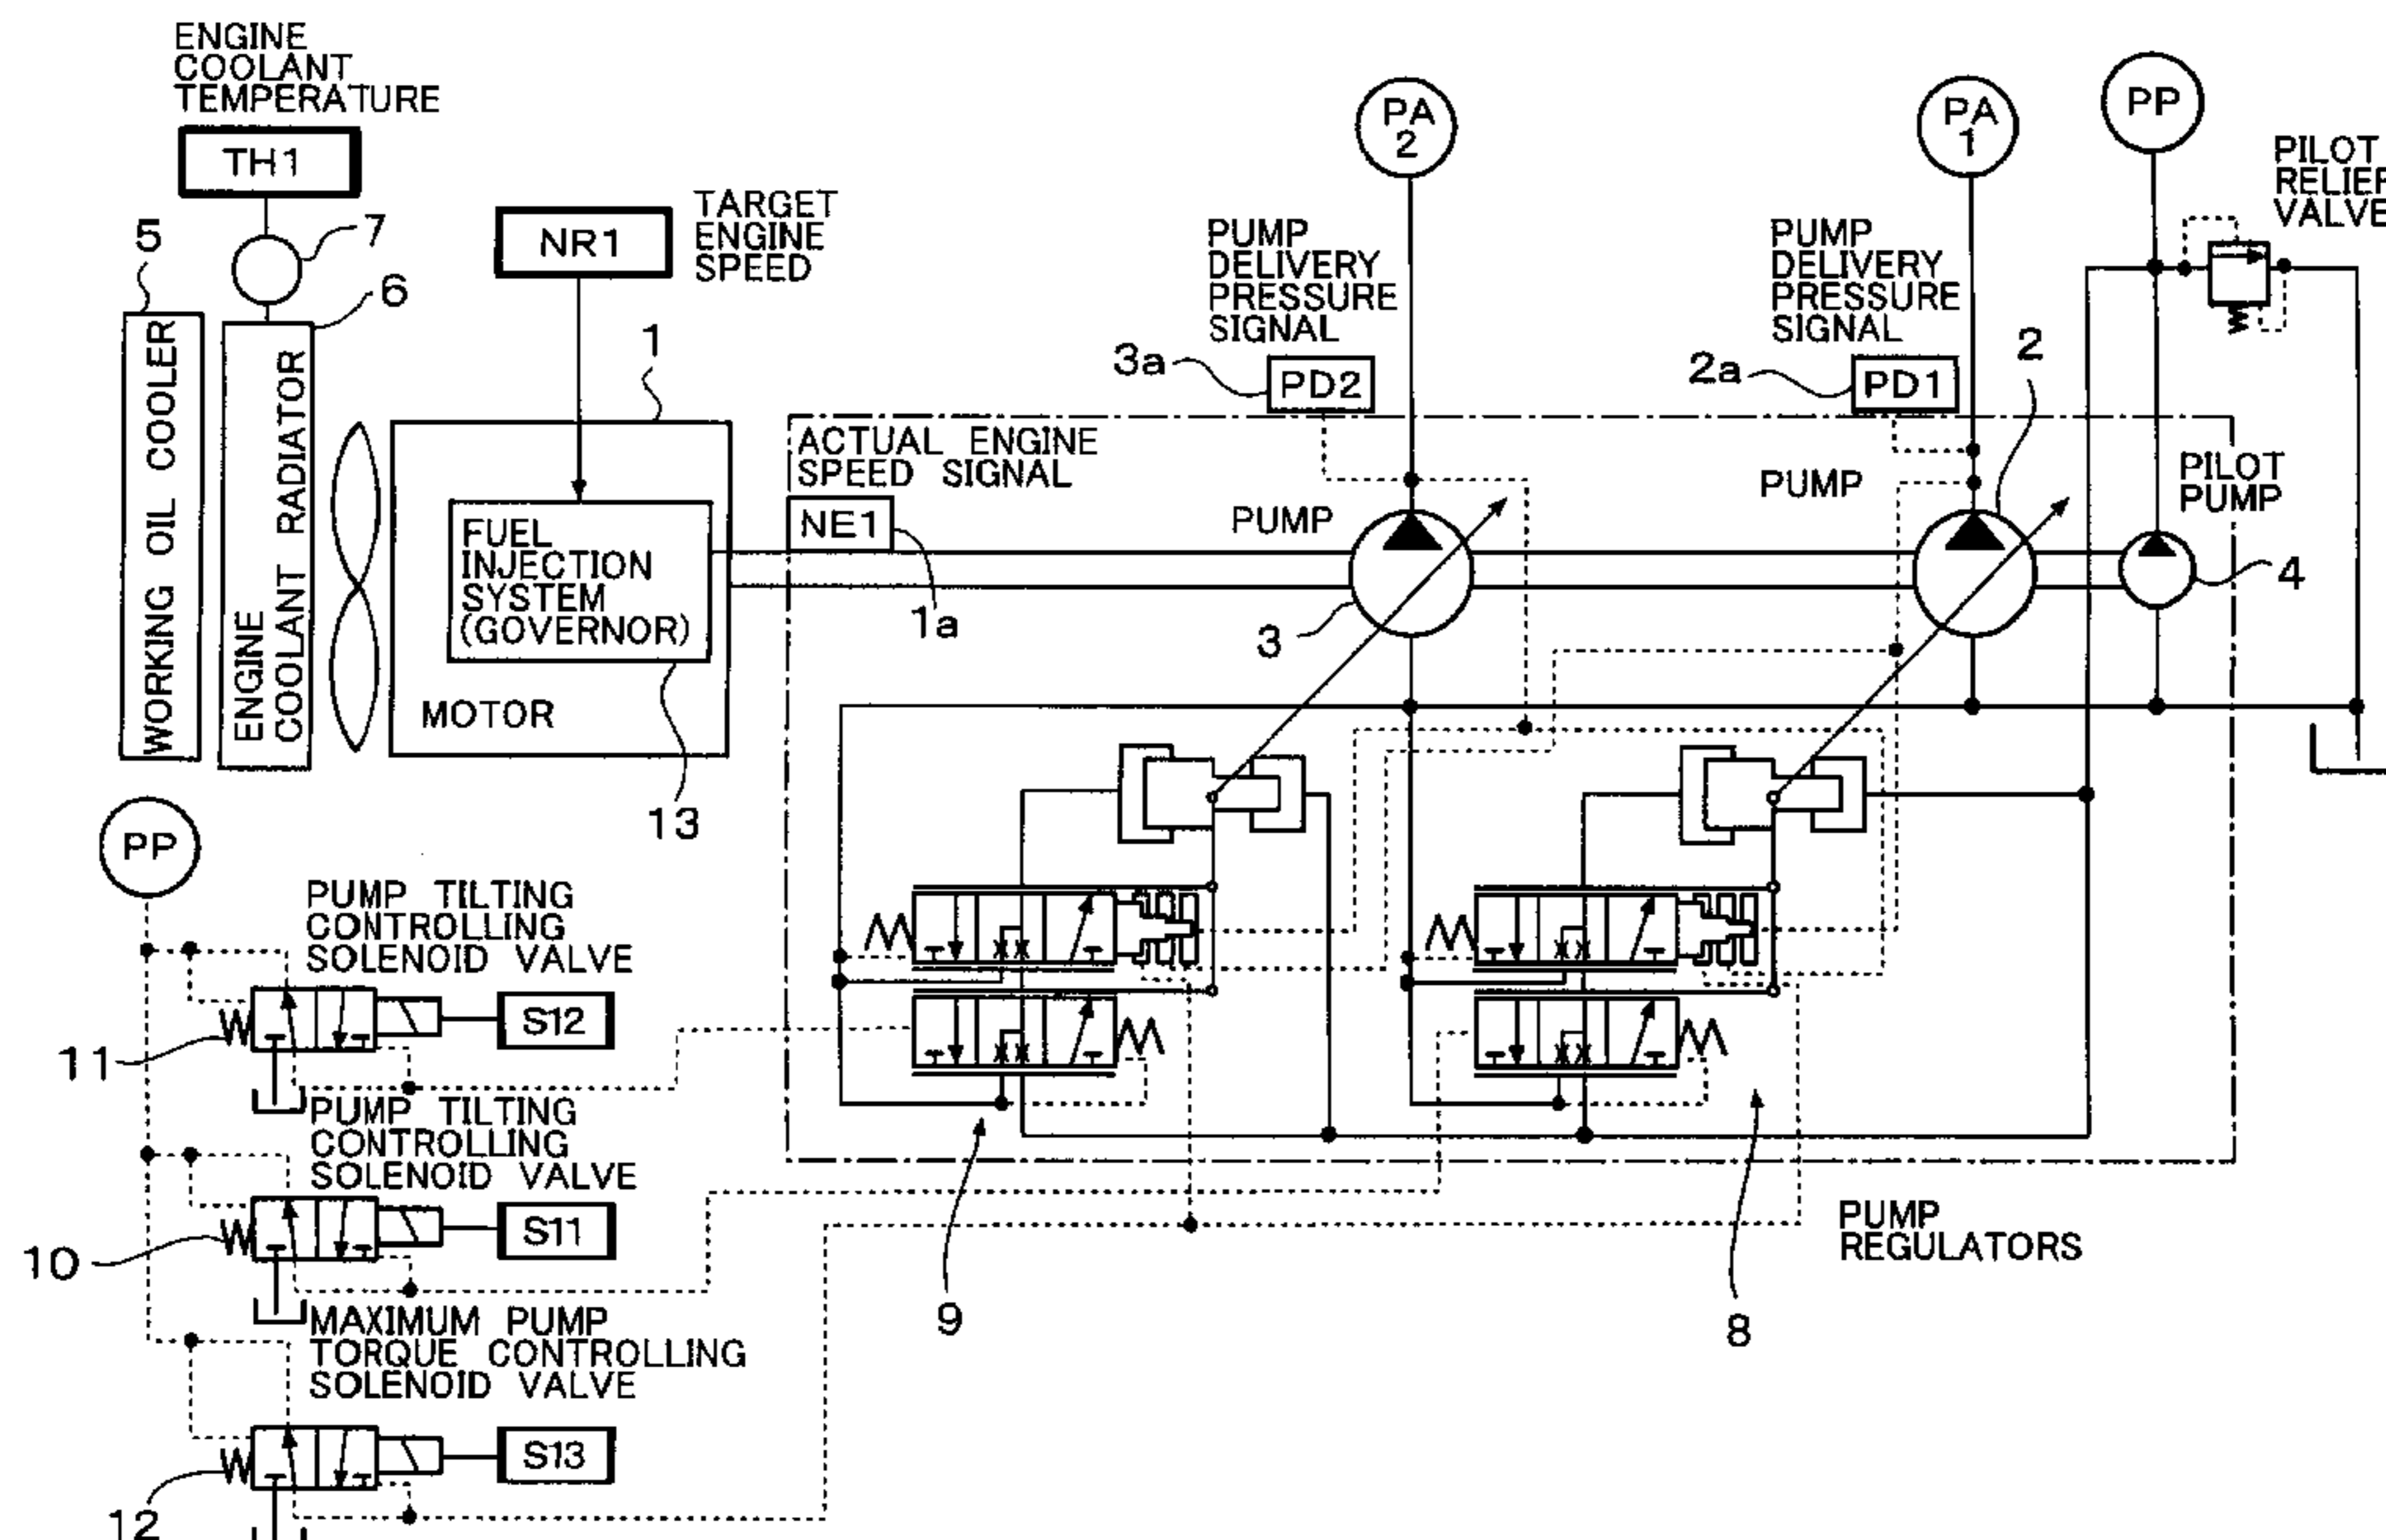 ENGINE
COOLANT
TEMPERATURE
TH1
7
5
6
WORKING OIL COOLER
ENGINE
COOLANT RADIATOR
NR1
TARGET
ENGINE
SPEED
1
FUEL
INJECTION
SYSTEM
(GOVERNOR)
MOTOR
13
ACTUAL ENGINE
SPEED SIGNAL
NE1
1a
PA
2
PUMP
DELIVERY
PRESSURE
SIGNAL
3a
PD2
PUMP
3
PA
1
PUMP
DELIVERY
PRESSURE
SIGNAL
2a
PD1
2
PUMP
PP
PILOT
RELIEF
VALVE
PILOT
PUMP
4
PP
PUMP TILTING
CONTROLLING
SOLENOID VALVE
S12
11
PUMP TILTING
CONTROLLING
SOLENOID VALVE
S11
10
MAXIMUM PUMP
TORQUE CONTROLLING
SOLENOID VALVE
S13
12
9
8
PUMP
REGULATORS